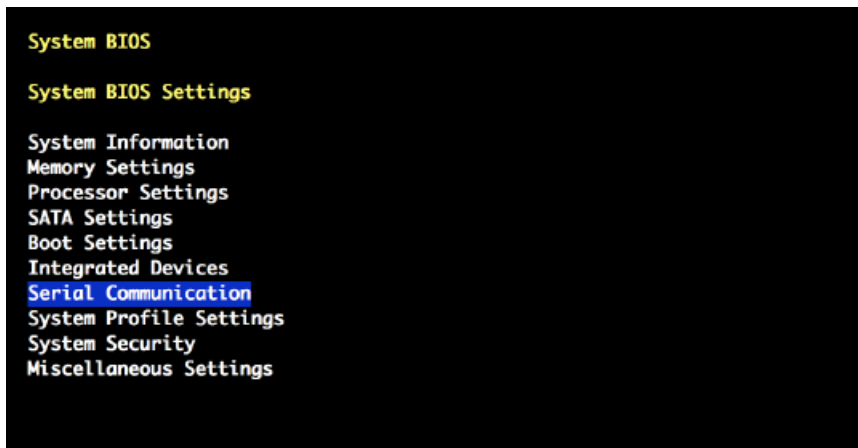 System BIOS
System BIOS Settings
System Information
Memory Settings
Processor Settings
SATA Settings
Boot Settings
Integrated Devices
Serial Communication
System Profile Settings
System Security
Miscellaneous Settings